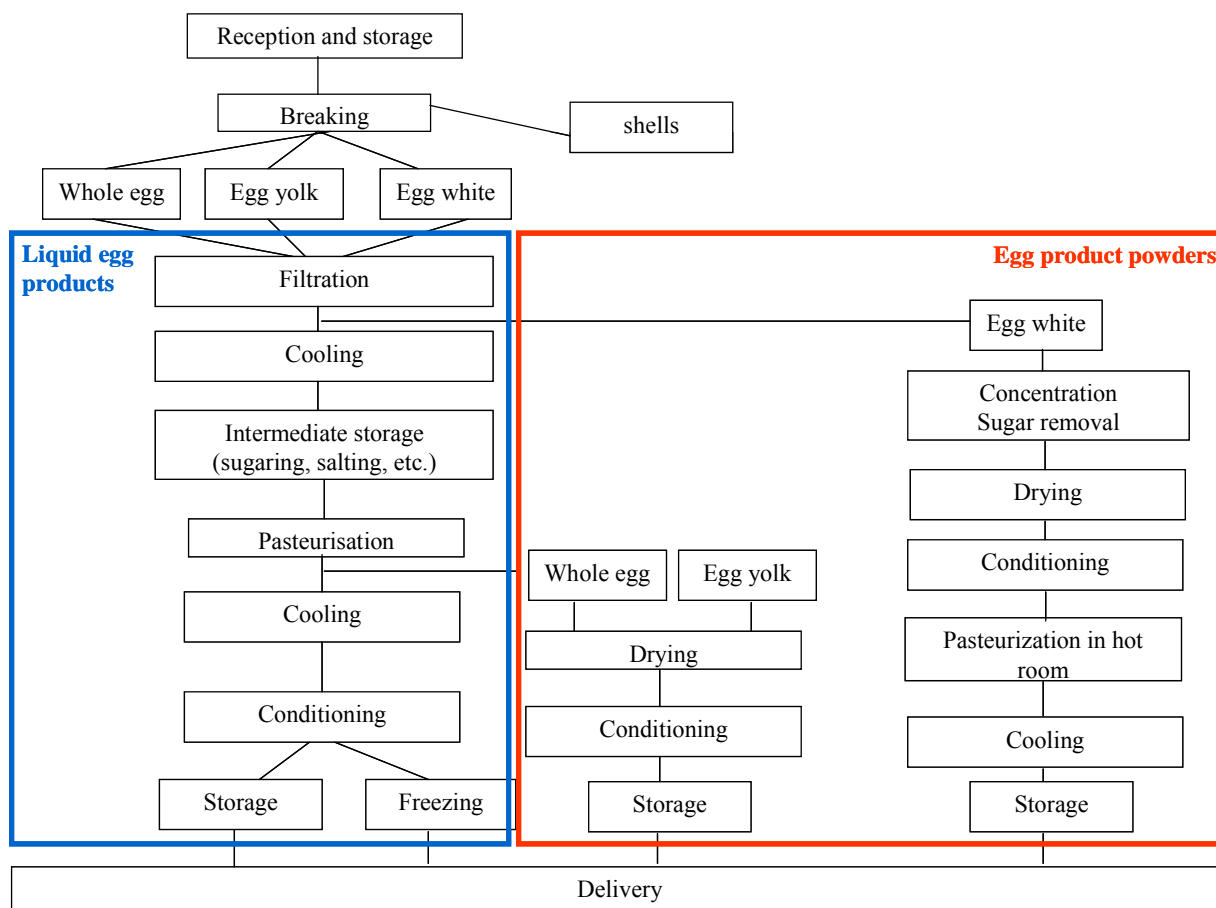 Reception and storage
Breaking
shells
Whole egg
Egg yolk
Egg white
Liquid egg
products
Egg product powders
Filtration
Egg white
Cooling
Concentration
Sugar removal
Intermediate storage
(sugaring, salting, etc.)
Drying
Pasteurisation
Conditioning
Whole egg
Egg yolk
Cooling
Drying
Pasteurization in hot
room
Conditioning
Conditioning
Cooling
Storage
Freezing
Storage
Storage
Delivery